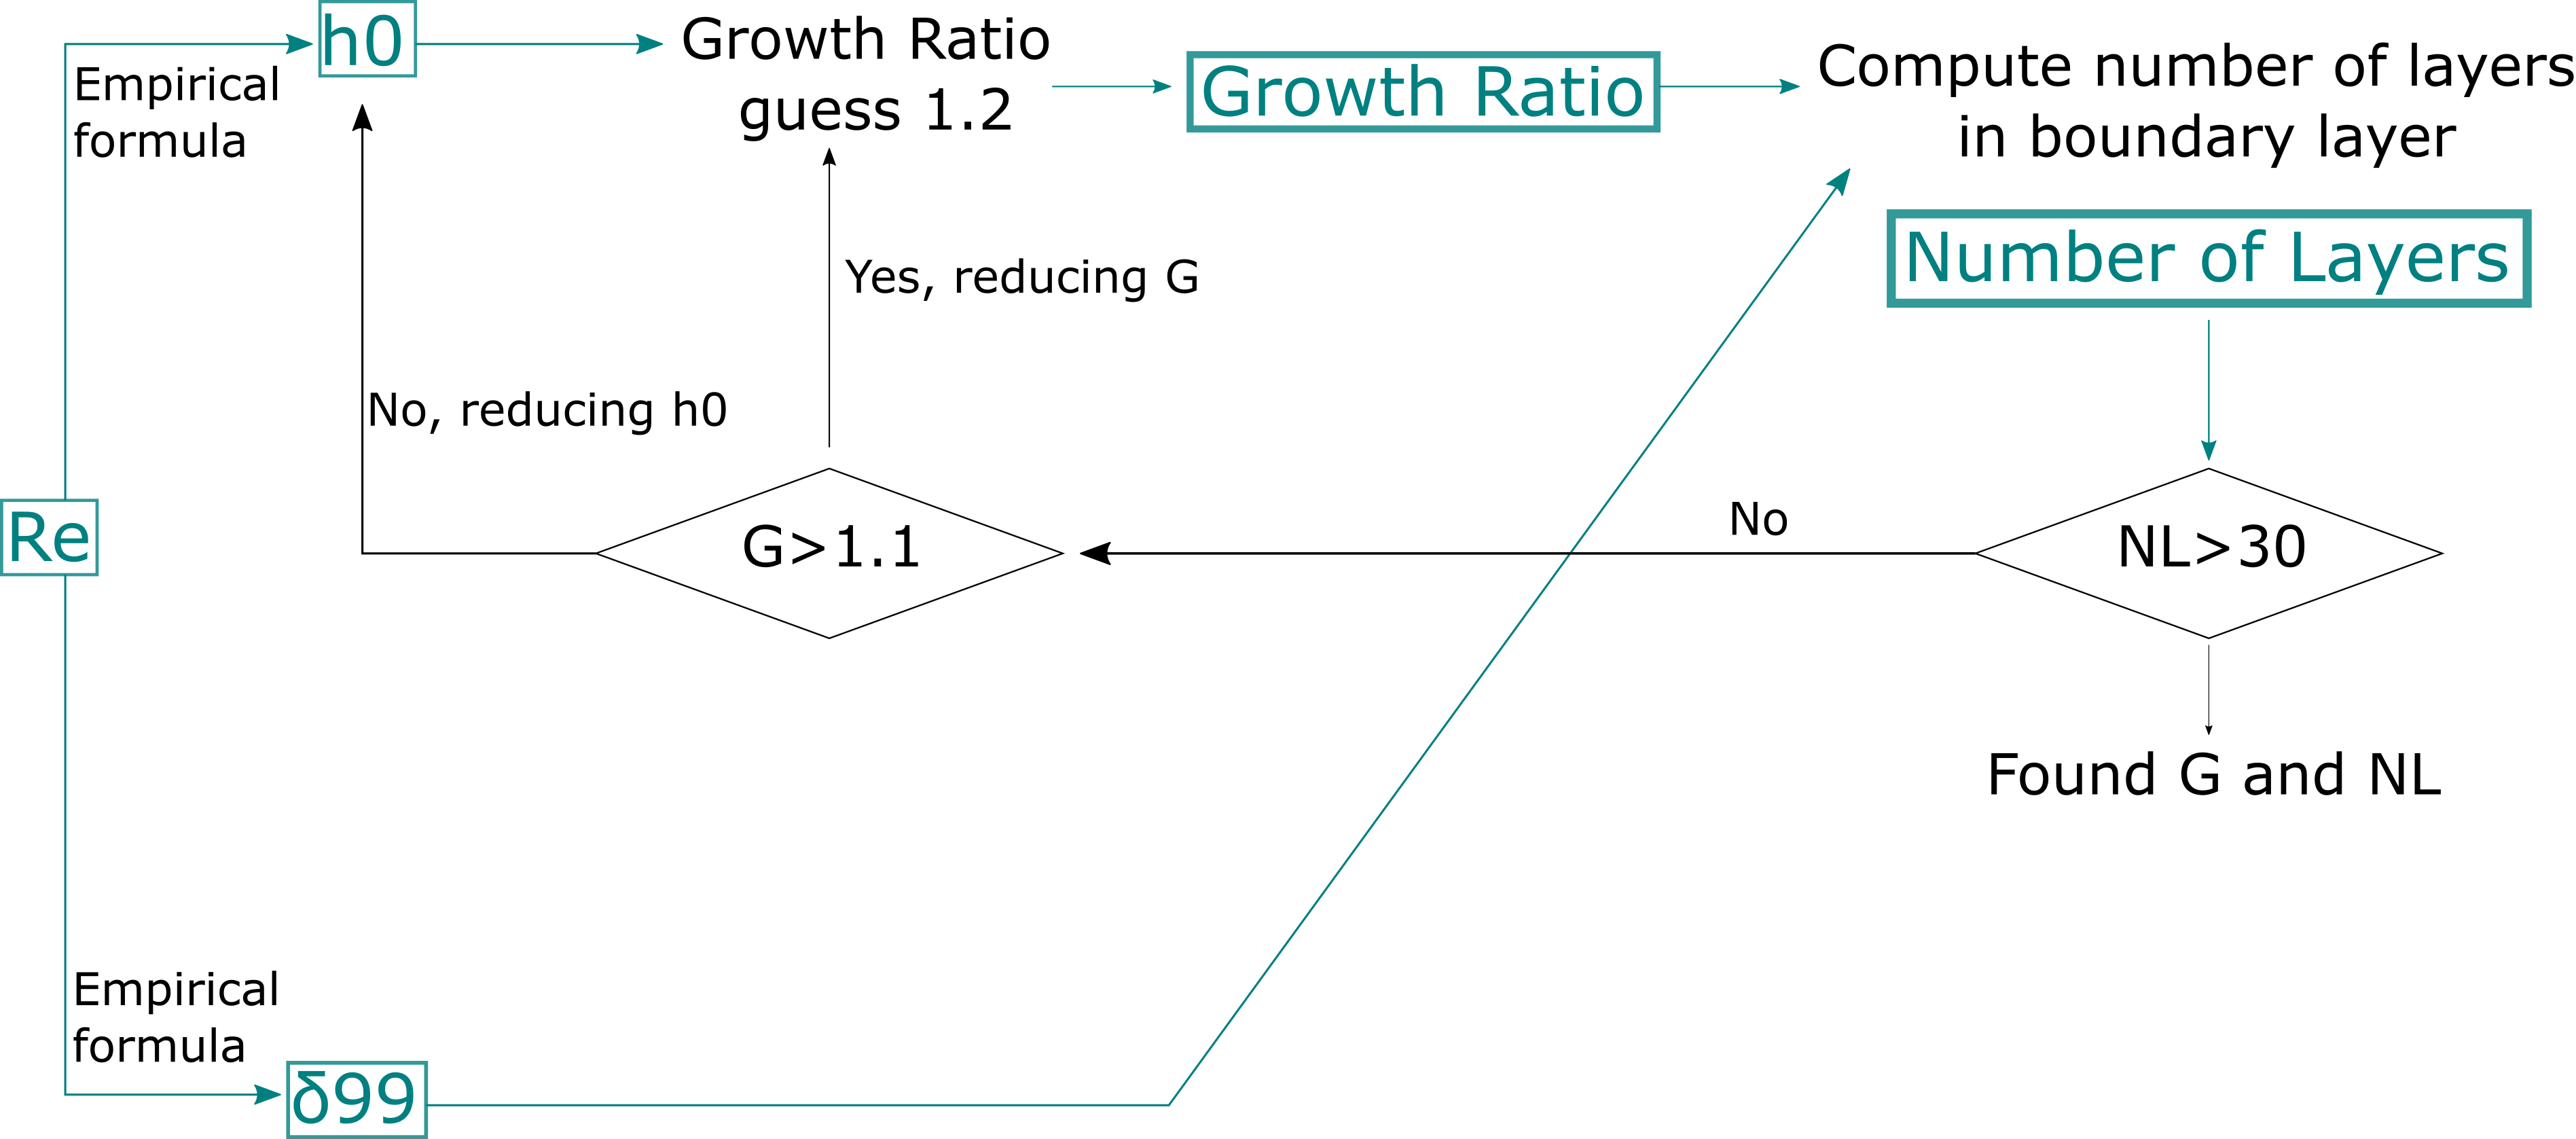 h0
Empirical
formula
Growth Ratio
guess 1.2
Growth Ratio
Compute number of layers
in boundary layer
Number of Layers
Yes, reducing G
No, reducing h0
Re
G>1.1
No
NL>30
Found G and NL
Empirical
formula
δ99